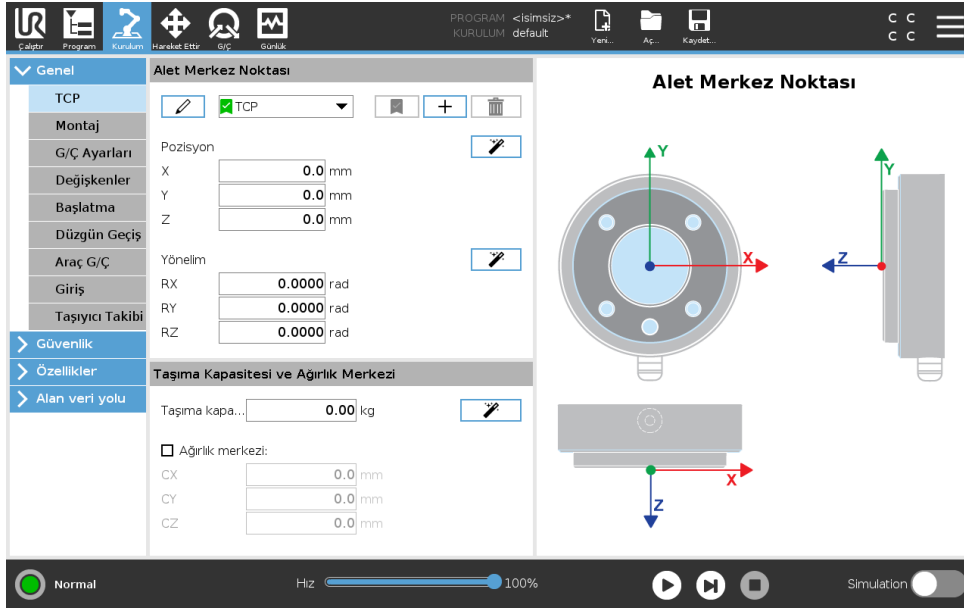 PROGRAM <isimsiz>*
KURULUM default
C C
C C
Çalıştır Program Kurulum Hareket Ettir G/Ç Günlük Yeni... Aç... Kaydet...
Genel
TCP
Montaj
G/Ç Ayarları
Değişkenler
Başlatma
Düzgün Geçiş
Araç G/Ç
Giriş
Taşıyıcı Takibi
Güvenlik
Özellikler
Alan veri yolu
Alet Merkez Noktası
TCP
Pozisyon
X 0.0 mm
Y 0.0 mm
Z 0.0 mm
Yönelim
RX 0.0000 rad
RY 0.0000 rad
RZ 0.0000 rad
Taşıma Kapasitesi ve Ağırlık Merkezi
Taşıma kapa... 0.00 kg
Ağırlık merkezi:
CX 0.0 mm
CY 0.0 mm
CZ 0.0 mm
Alet Merkez Noktası
Y
X
Y
Z
X
Z
Normal
Hız 100%
Simulation